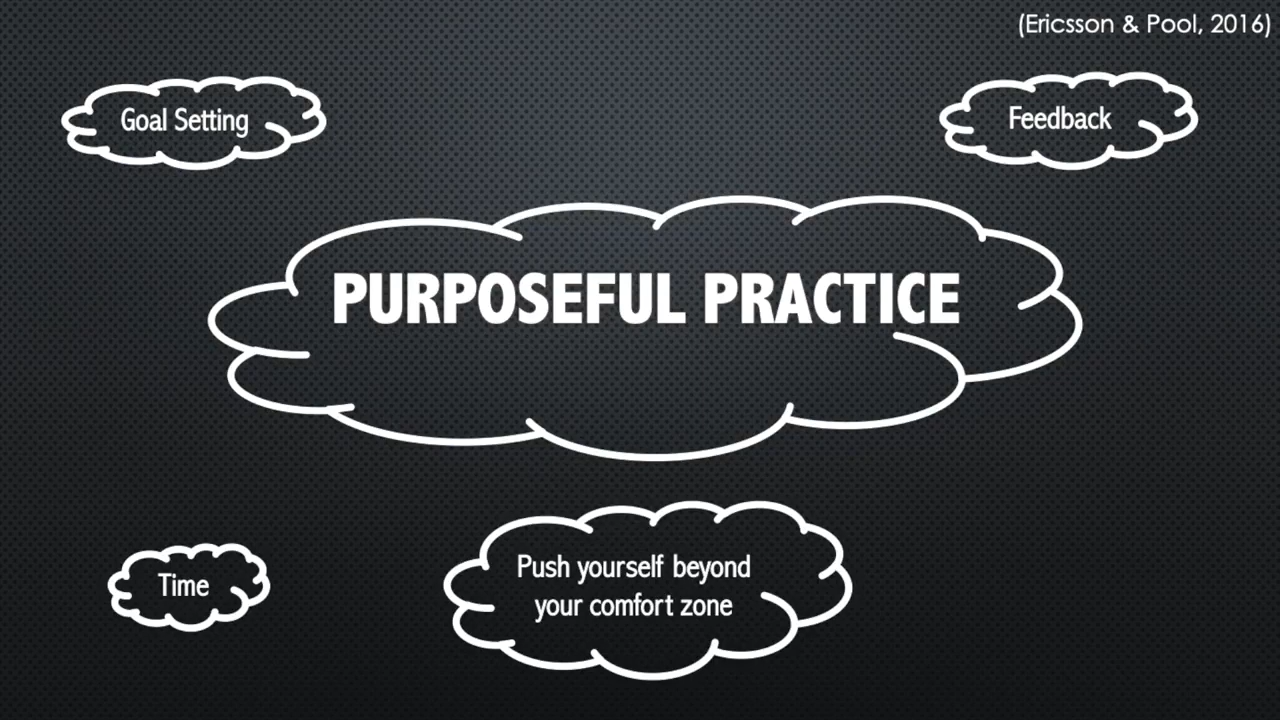 (Ericsson & Pool, 2016)
Goal Setting
Feedback
PURPOSEFUL PRACTICE
Time
Push yourself beyond
your comfort zone